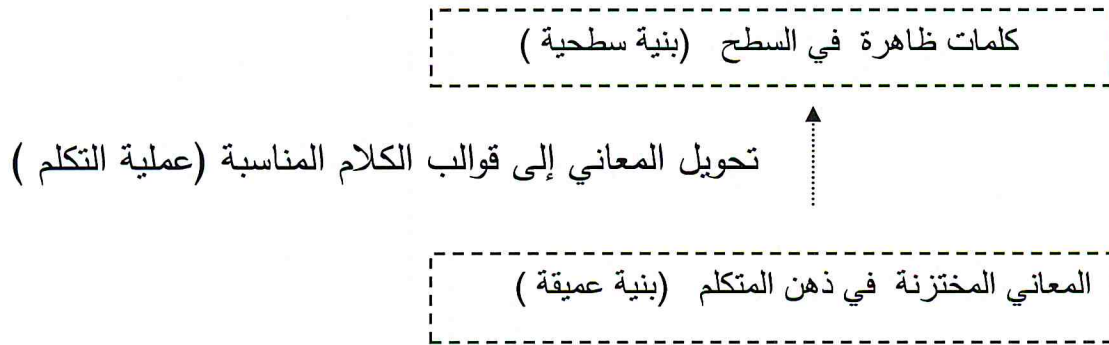 كلمات ظاهرة في السطح (بنية سطحية )
تحويل المعاني إلى قوالب الكلام المناسبة (عملية التكلم )
المعاني المختزنة في ذهن المتكلم (بنية عميقة )